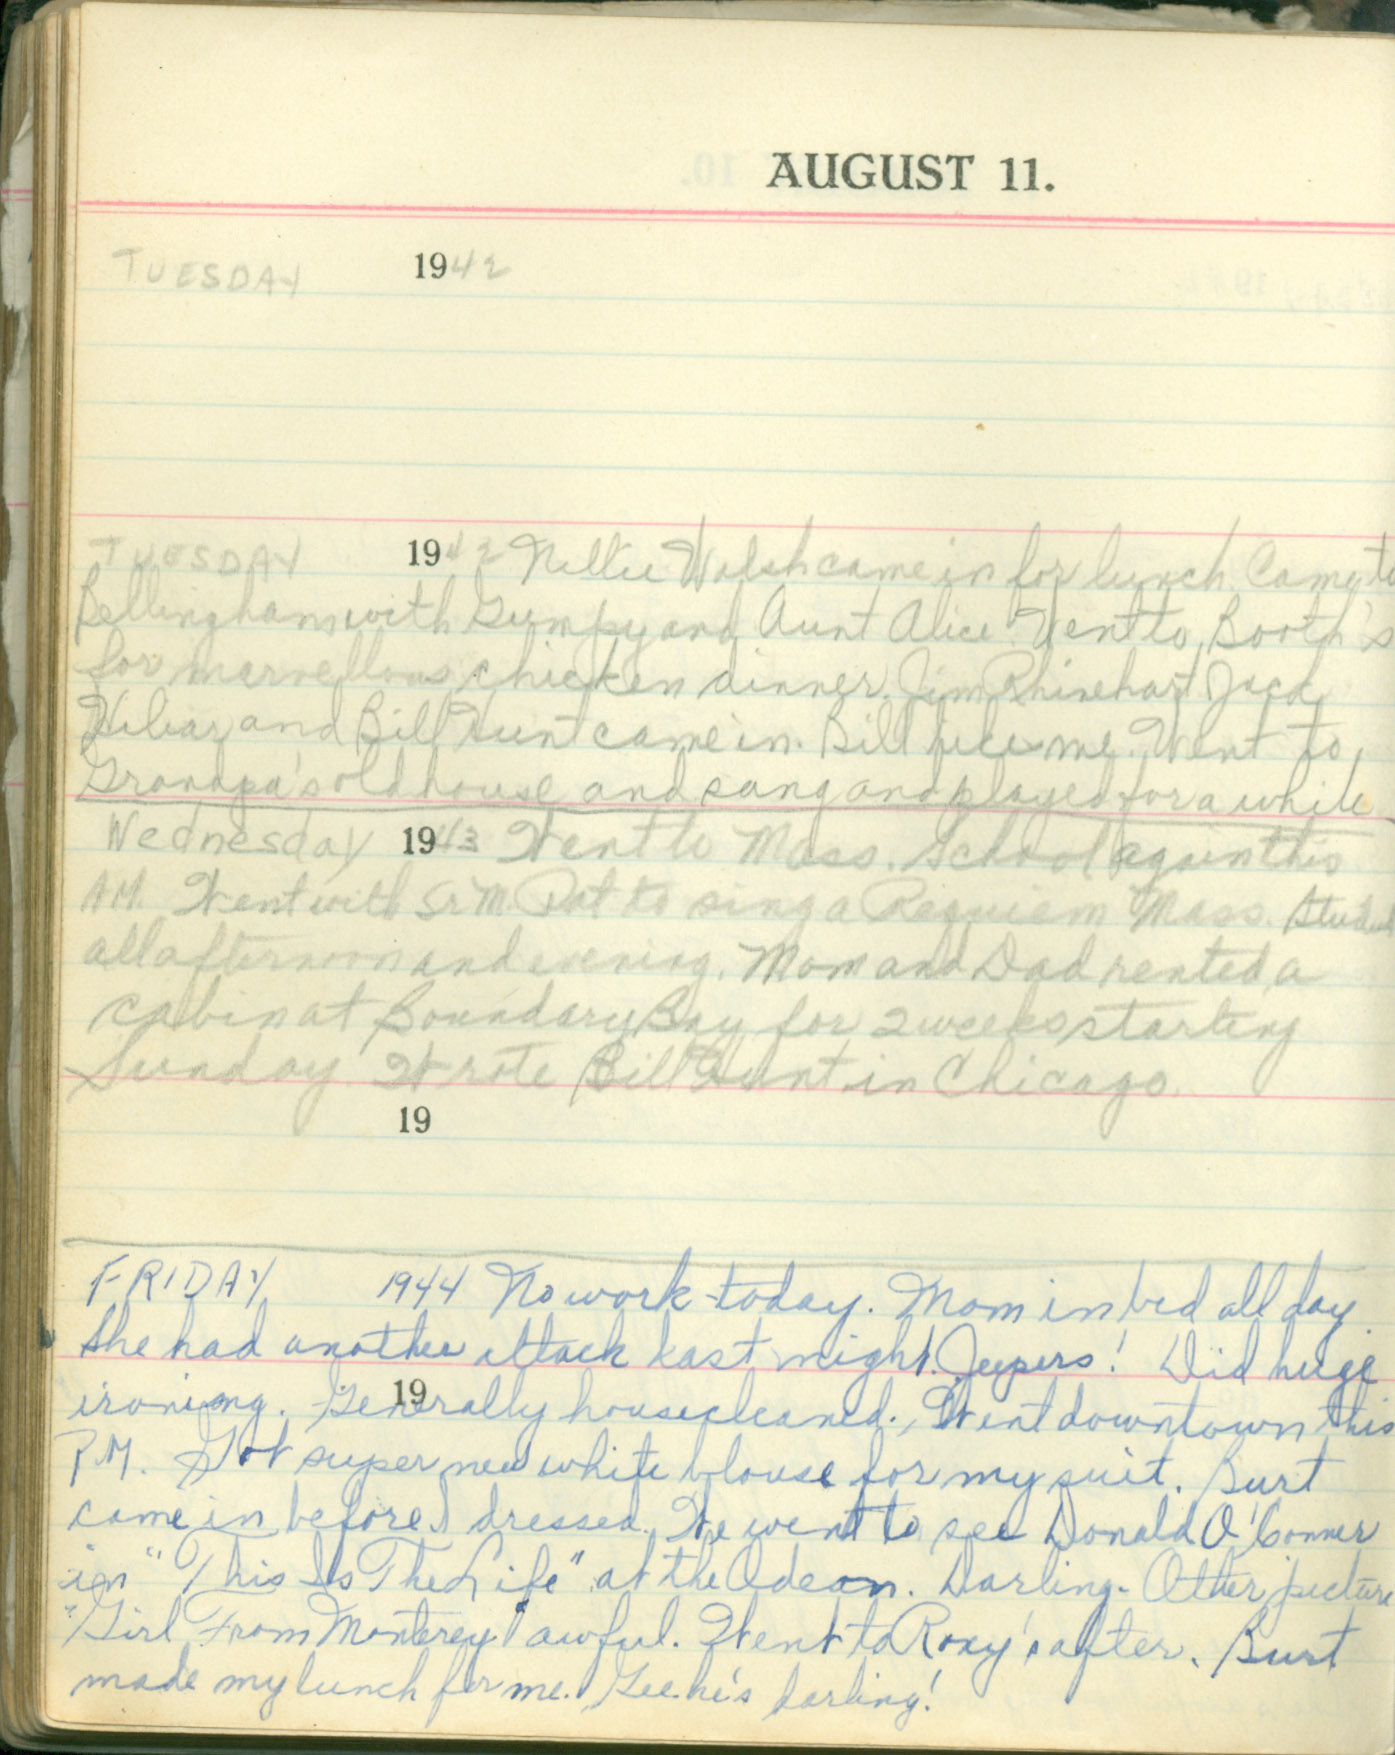 AUGUST 11.
TUESDAY 1942
TUESDAY 1942 Nellie Walsh came in for lunch. Came to
Bellingham with Gumpy and Aunt Alice. Went to Booth's
for marvellous chicken dinner. Jim Rhinehart Jack
and Bill Hunt came in. Bill likes me. Went to
Grandpa's old house and sang and played for a while
Wednesday 1943 Went to Mass. School again this
AM. Went with Sr M. Pat to sing a Requiem Mass.
all afternoon and evening. Mom and Dad rented a
cabin at Boundary Bay for 2 weeks starting
Sunday. Wrote Bill Hunt in Chicago.
19
FRIDAY 1944 No work today. Mom in bed all day
She had another attack last night. Jeepers! Did huge
19
ironing. Generally housecleaned. Went downtown this
P.M. Got super new white blouse for my suit. Burt
came in before I dressed. We went to see Donald O'Conner
in "This Is The Life" at the Odeon. Darling. Other picture
"Girl From Monterey" awful. Went to Roxy's after. Burt
made my lunch for me. Gee he's darling!